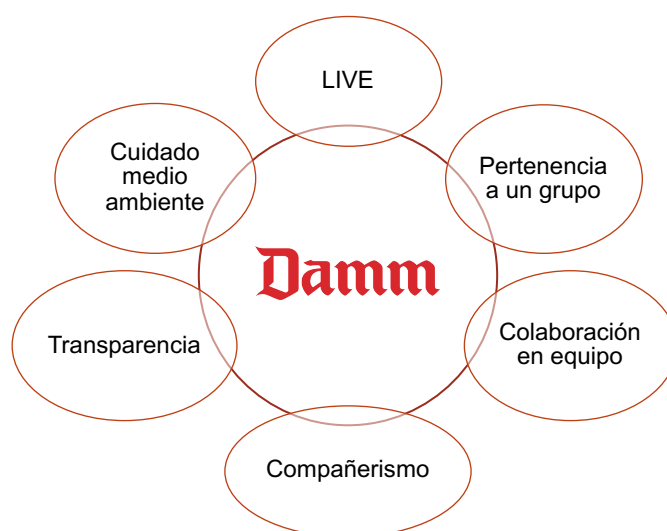 LIVE
Cuidado
medio
ambiente
Pertenencia
a un grupo
Damm
Transparencia
Colaboración
en equipo
Compañerismo